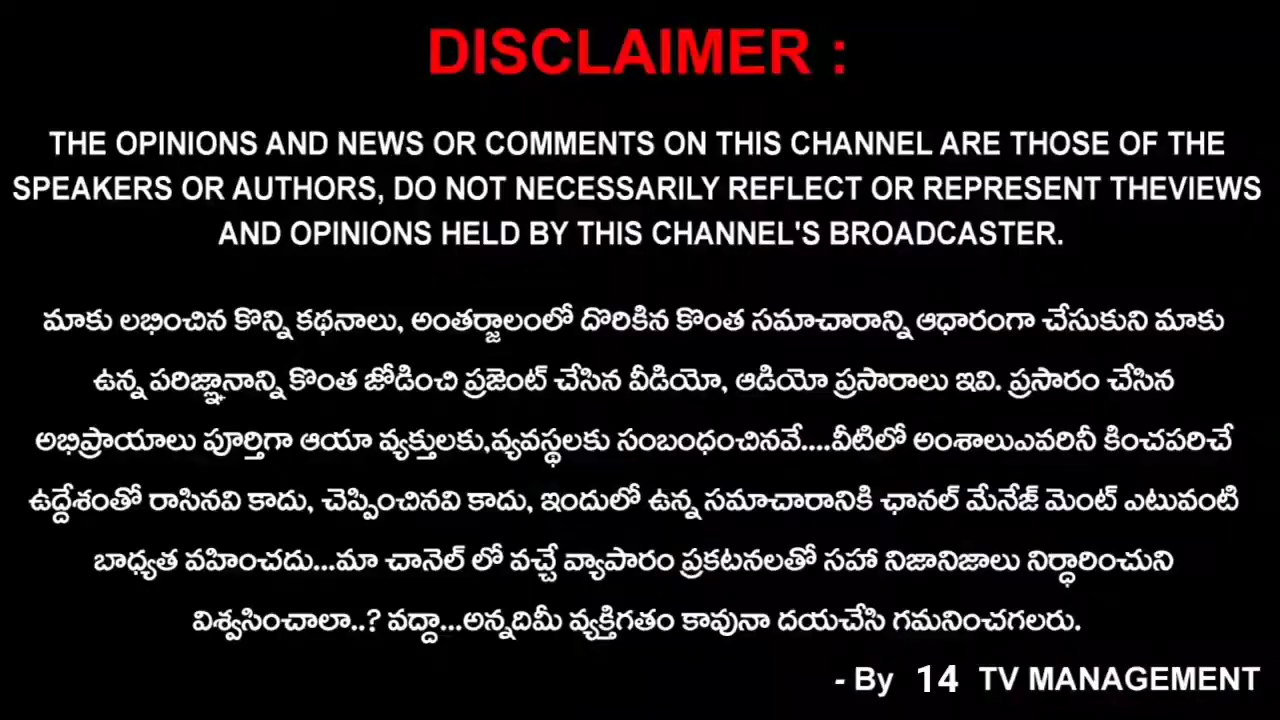 DISCLAIMER :
THE OPINIONS AND NEWS OR COMMENTS ON THIS CHANNEL ARE THOSE OF THE
SPEAKERS OR AUTHORS, DO NOT NECESSARILY REFLECT OR REPRESENT THEVIEWS
AND OPINIONS HELD BY THIS CHANNEL'S BROADCASTER.
మాకు లభించిన కొన్ని కథనాలు, అంతర్జాలంలో దొరికిన కొంత సమాచారాన్ని ఆధారంగా చేసుకుని మాకు
ఉన్న పరిజ్ఞానాన్ని కొంత జోడించి ప్రజెంట్ చేసిన వీడియో, ఆడియో ప్రసారాలు ఇవి. ప్రసారం చేసిన
అభిప్రాయాలు పూర్తిగా ఆయా వ్యక్తులకు,వ్యవస్థలకు సంబంధంచినవే....వీటిలో అంశాలుఎవరినీ కించపరిచే
ఉద్దేశంతో రాసినవి కాదు, చెప్పించినవి కాదు, ఇందులో ఉన్న సమాచారానికి ఛానల్ మేనేజ్ మెంట్ ఎటువంటి
బాధ్యత వహించదు...మా చానెల్ లో వచ్చే వ్యాపారం ప్రకటనలతో సహా నిజానిజాలు నిర్ధారించుని
విశ్వసించాలా..? వద్దా...అన్నదిమీ వ్యక్తిగతం కావునా దయచేసి గమనించగలరు.
- By 14 TV MANAGEMENT